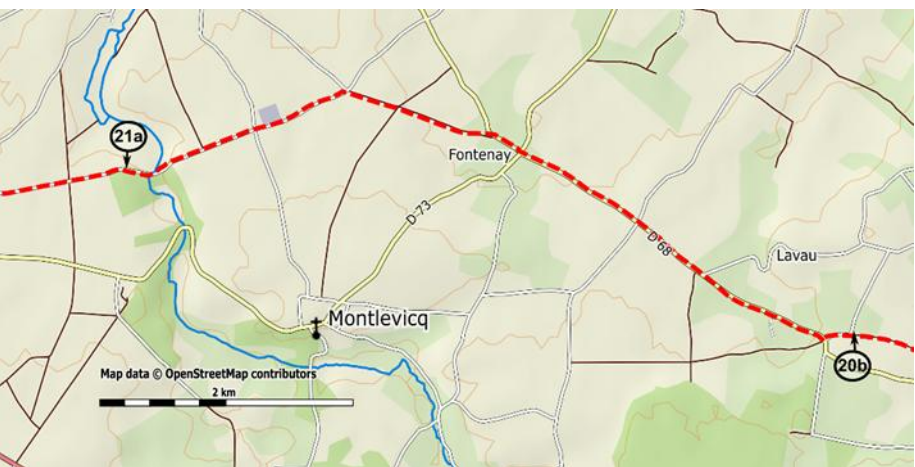 21a
Fontenay
D 73
D 68
Lavau
Montlevicq
20b
Map data © OpenStreetMap contributors
2 km